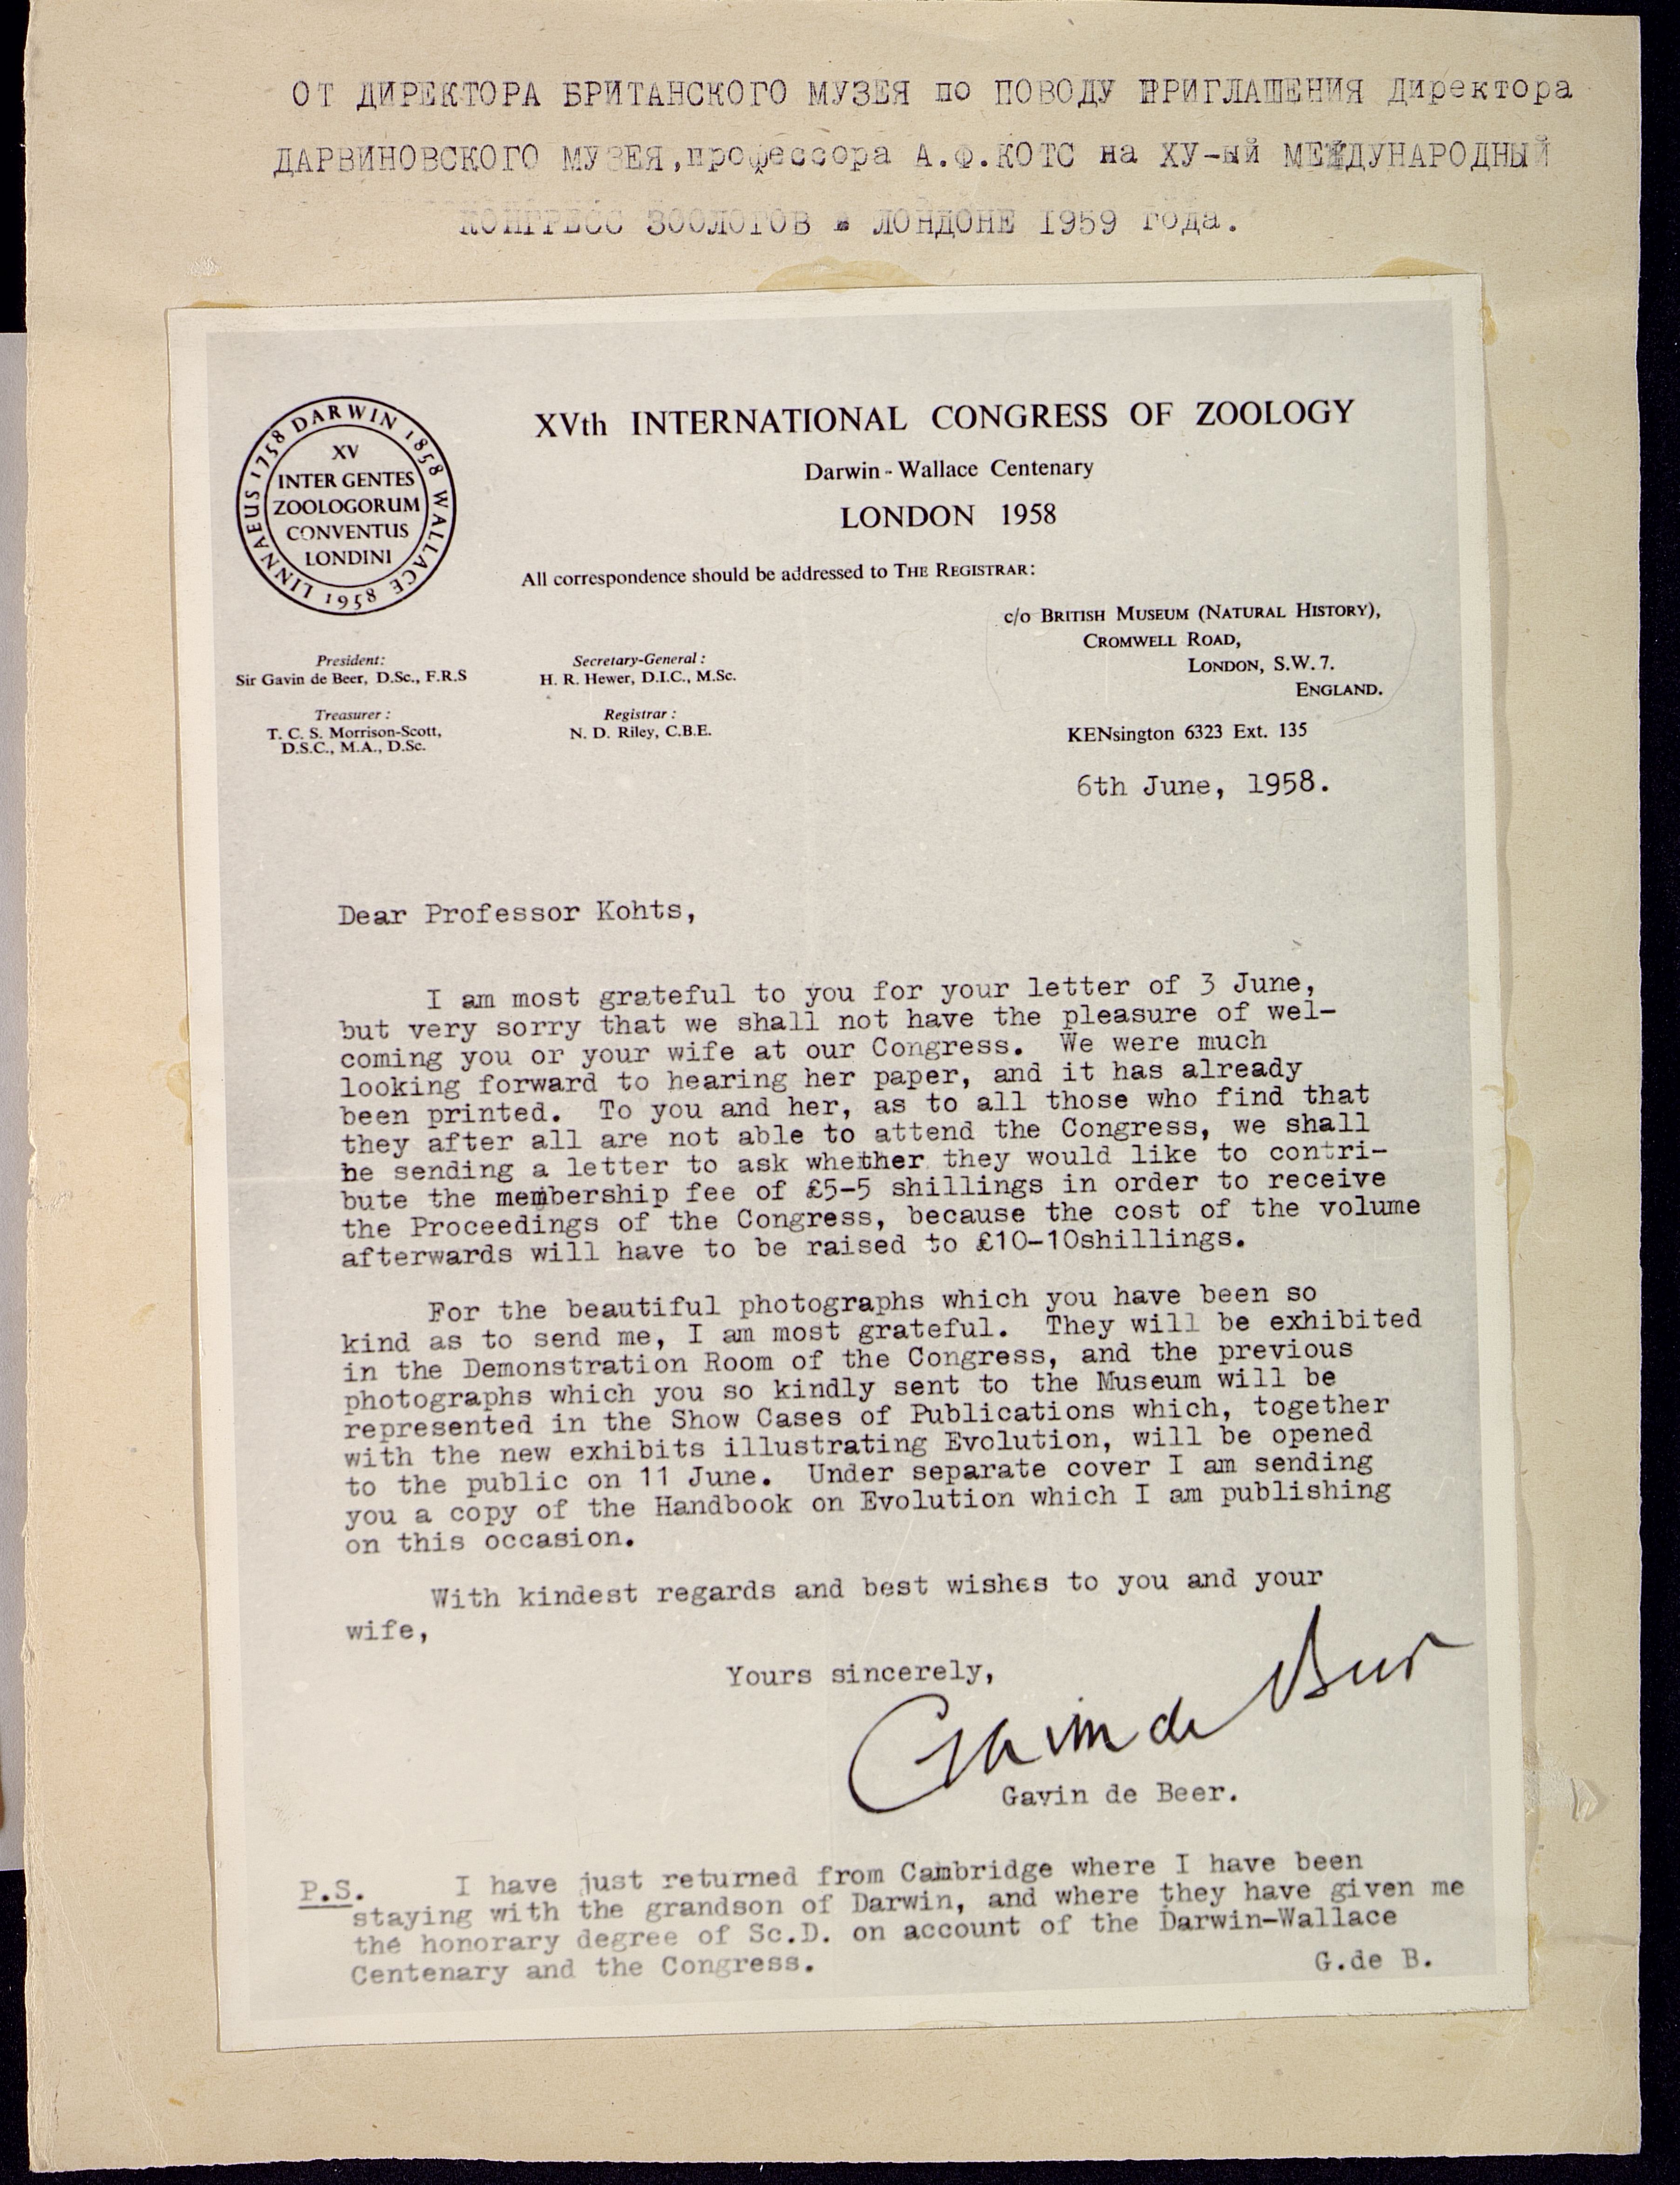 ОТ ДИРЕКТОРА БРИТАНСКОГО МУЗЕЯ по ПОВОДУ ПРИГЛАШЕНИЯ Директора
ДАРВИНОВСКОГО МУЗЕЯ,профессора А.Ф.КОТС на ХУ-ый МЕЖДУНАРОДНЫЙ
КОНГРЕСС ЗООЛОГОВ в ЛОНДОНЕ 1959 года.
LINNAEUS 1758 DARWIN 1858 WALLACE 1958
XV
INTER GENTES
ZOOLOGORUM
CONVENTUS
LONDINI
XVth INTERNATIONAL CONGRESS OF ZOOLOGY
Darwin - Wallace Centenary
LONDON 1958
All correspondence should be addressed to THE REGISTRAR:
c/o BRITISH MUSEUM (NATURAL HISTORY),
CROMWELL ROAD,
LONDON, S.W.7.
ENGLAND.
President:
Sir Gavin de Beer, D.Sc., F.R.S
Secretary-General :
H. R. Hewer, D.I.C., M.Sc.
Treasurer :
T. C. S. Morrison-Scott,
D.S.C., M.A., D.Sc.
Registrar :
N. D. Riley, C.B.E.
KENsington 6323 Ext. 135
6th June, 1958.
Dear Professor Kohts,
I am most grateful to you for your letter of 3 June,
but very sorry that we shall not have the pleasure of wel-
coming you or your wife at our Congress. We were much
looking forward to hearing her paper, and it has already
been printed. To you and her, as to all those who find that
they after all are not able to attend the Congress, we shall
be sending a letter to ask whether they would like to contri-
bute the membership fee of £5-5 shillings in order to receive
the Proceedings of the Congress, because the cost of the volume
afterwards will have to be raised to £10-10shillings.
For the beautiful photographs which you have been so
kind as to send me, I am most grateful. They will be exhibited
in the Demonstration Room of the Congress, and the previous
photographs which you so kindly sent to the Museum will be
represented in the Show Cases of Publications which, together
with the new exhibits illustrating Evolution, will be opened
to the public on 11 June. Under separate cover I am sending
you a copy of the Handbook on Evolution which I am publishing
on this occasion.
With kindest regards and best wishes to you and your
wife,
Yours sincerely,
Gavin de Beer
Gavin de Beer.
P.S. I have just returned from Cambridge where I have been
staying with the grandson of Darwin, and where they have given me
the honorary degree of Sc.D. on account of the Darwin-Wallace
Centenary and the Congress.
G.de B.